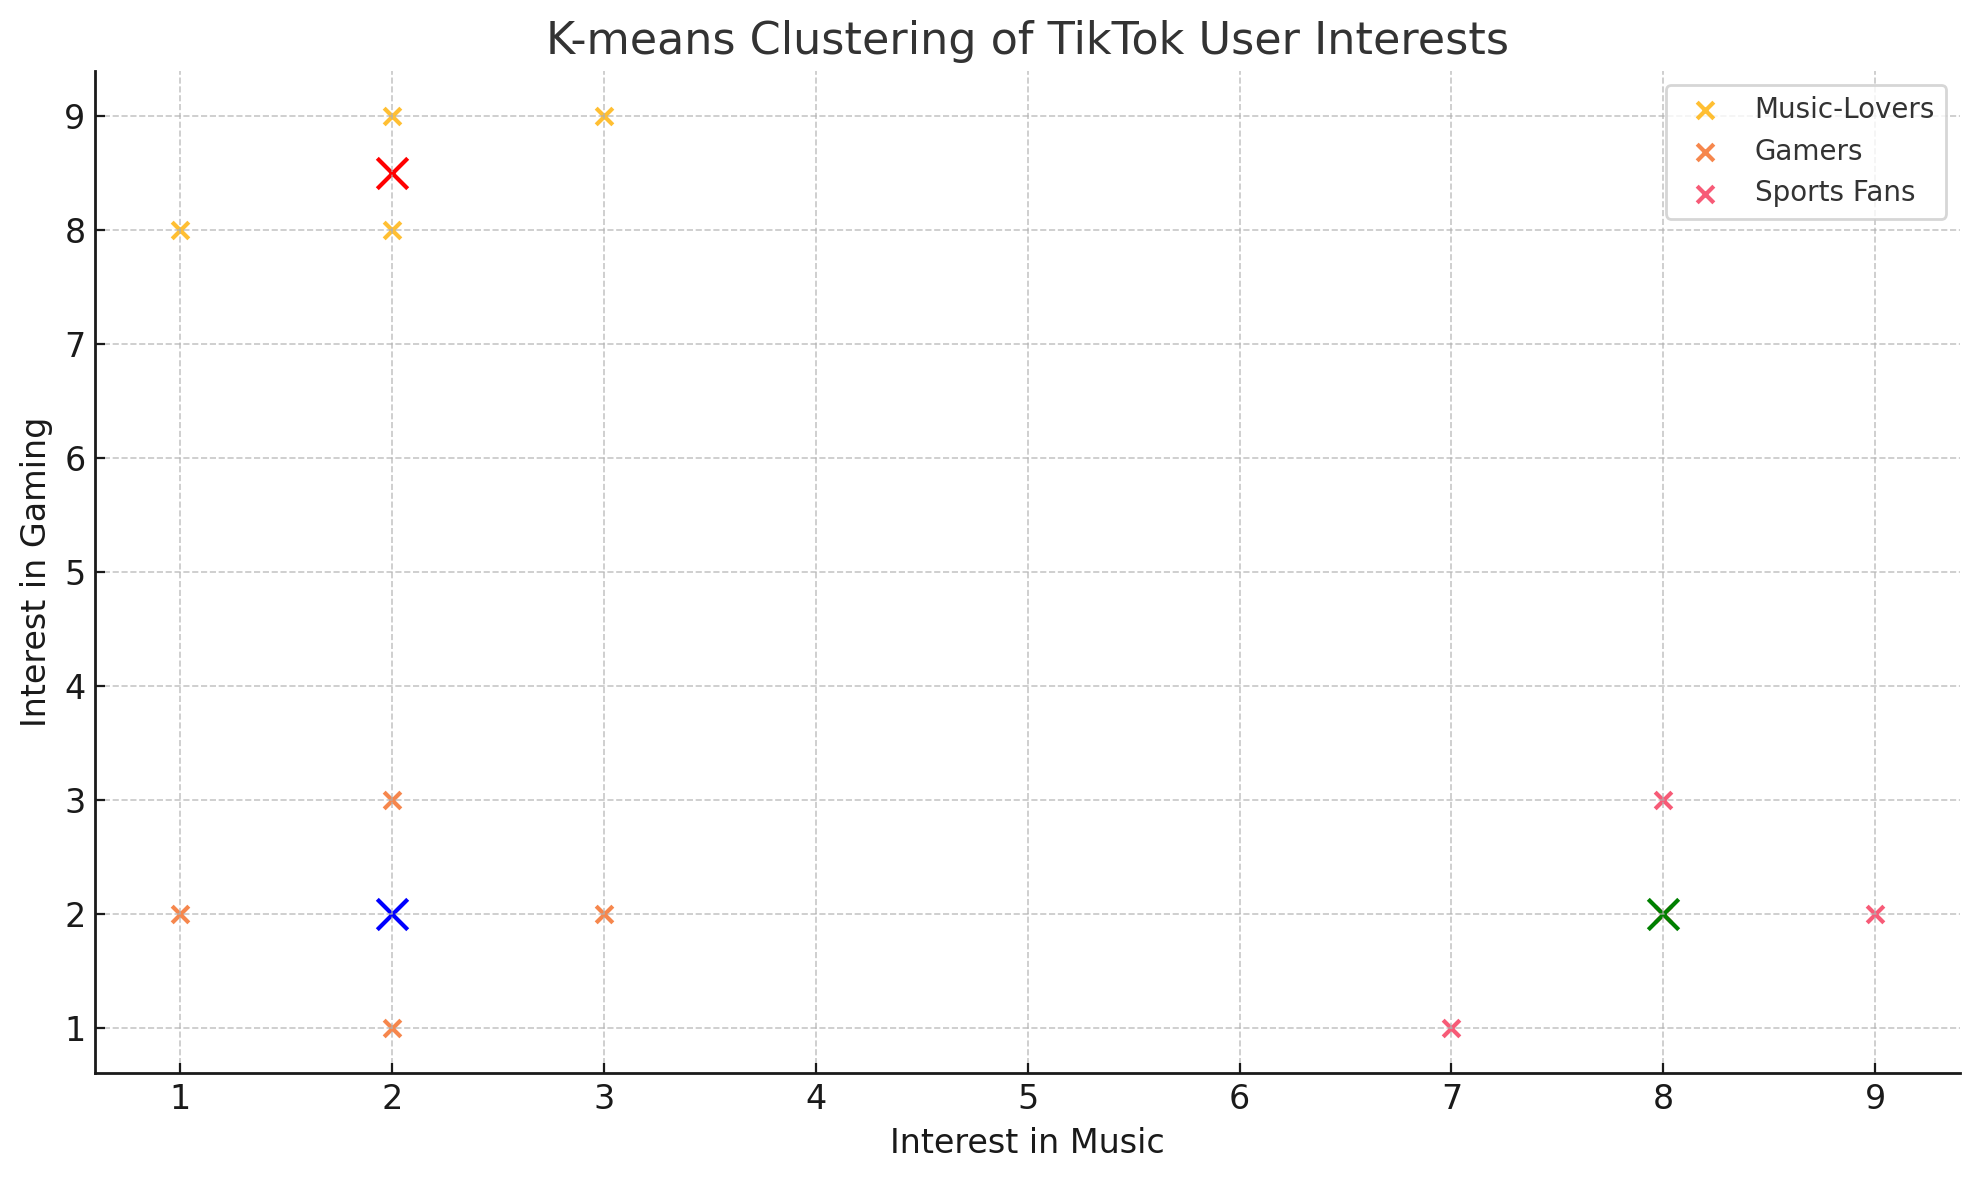 K-means Clustering of TikTok User Interests
Music-Lovers
Gamers
Sports Fans
Interest in Gaming
9
8
7
6
5
4
3
2
1
1 2 3 4 5 6 7 8 9
Interest in Music